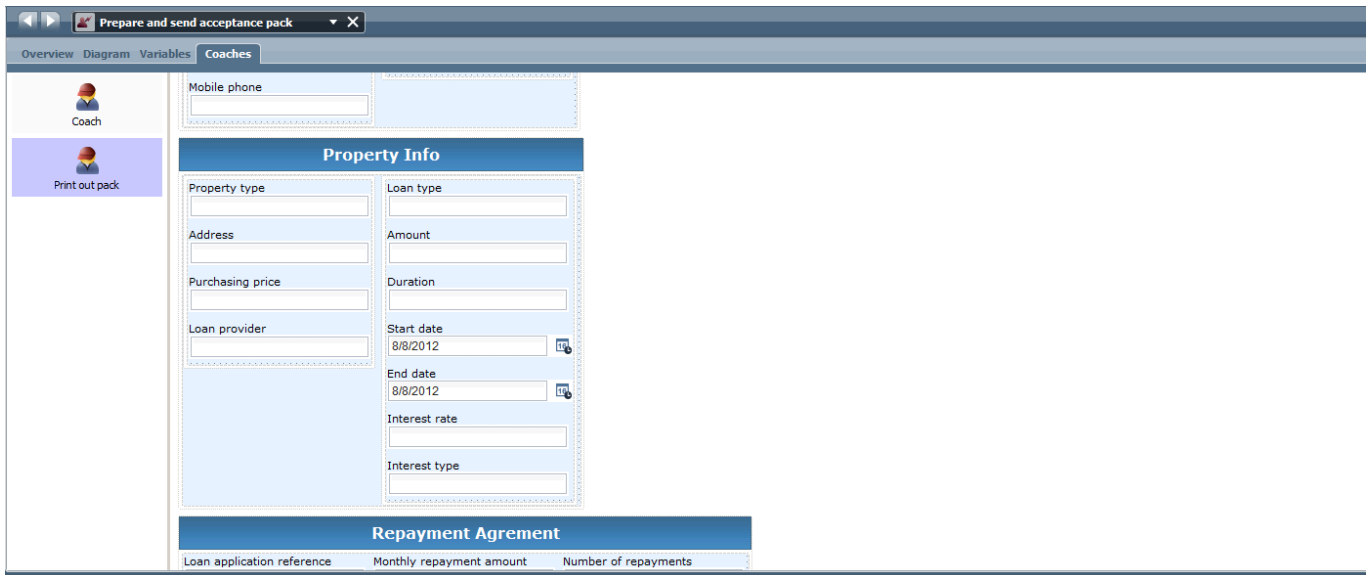 Prepare and send acceptance pack
Overview Diagram Variables Coaches
Coach
Print out pack
Mobile phone
Property Info
Property type
Loan type
Address
Amount
Purchasing price
Duration
Loan provider
Start date
8/8/2012
End date
8/8/2012
Interest rate
Interest type
Repayment Agrement
Loan application reference Monthly repayment amount Number of repayments